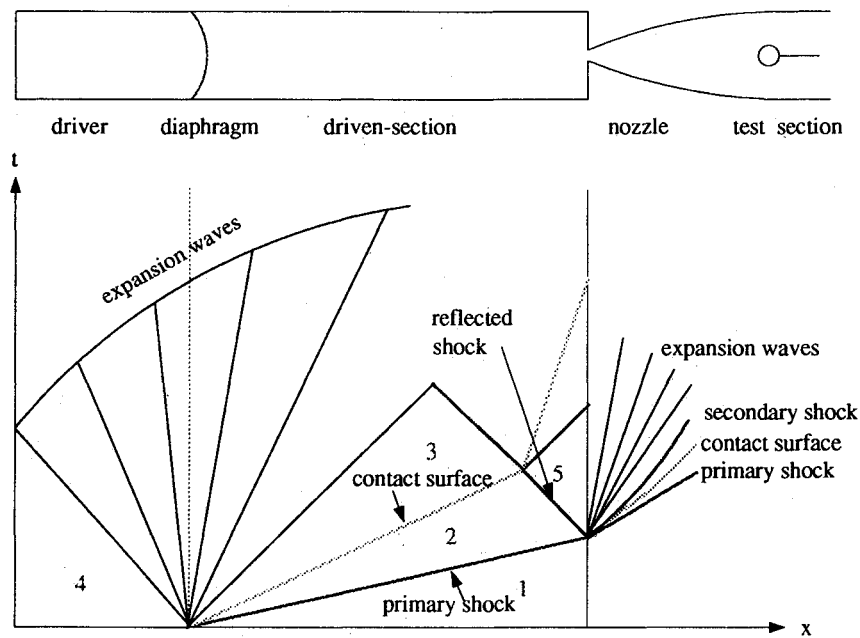 driver
diaphragm
driven-section
nozzle
test section
t
expansion waves
reflected
shock
expansion waves
secondary shock
contact surface
primary shock
3
5
contact surface
2
4
1
primary shock
x